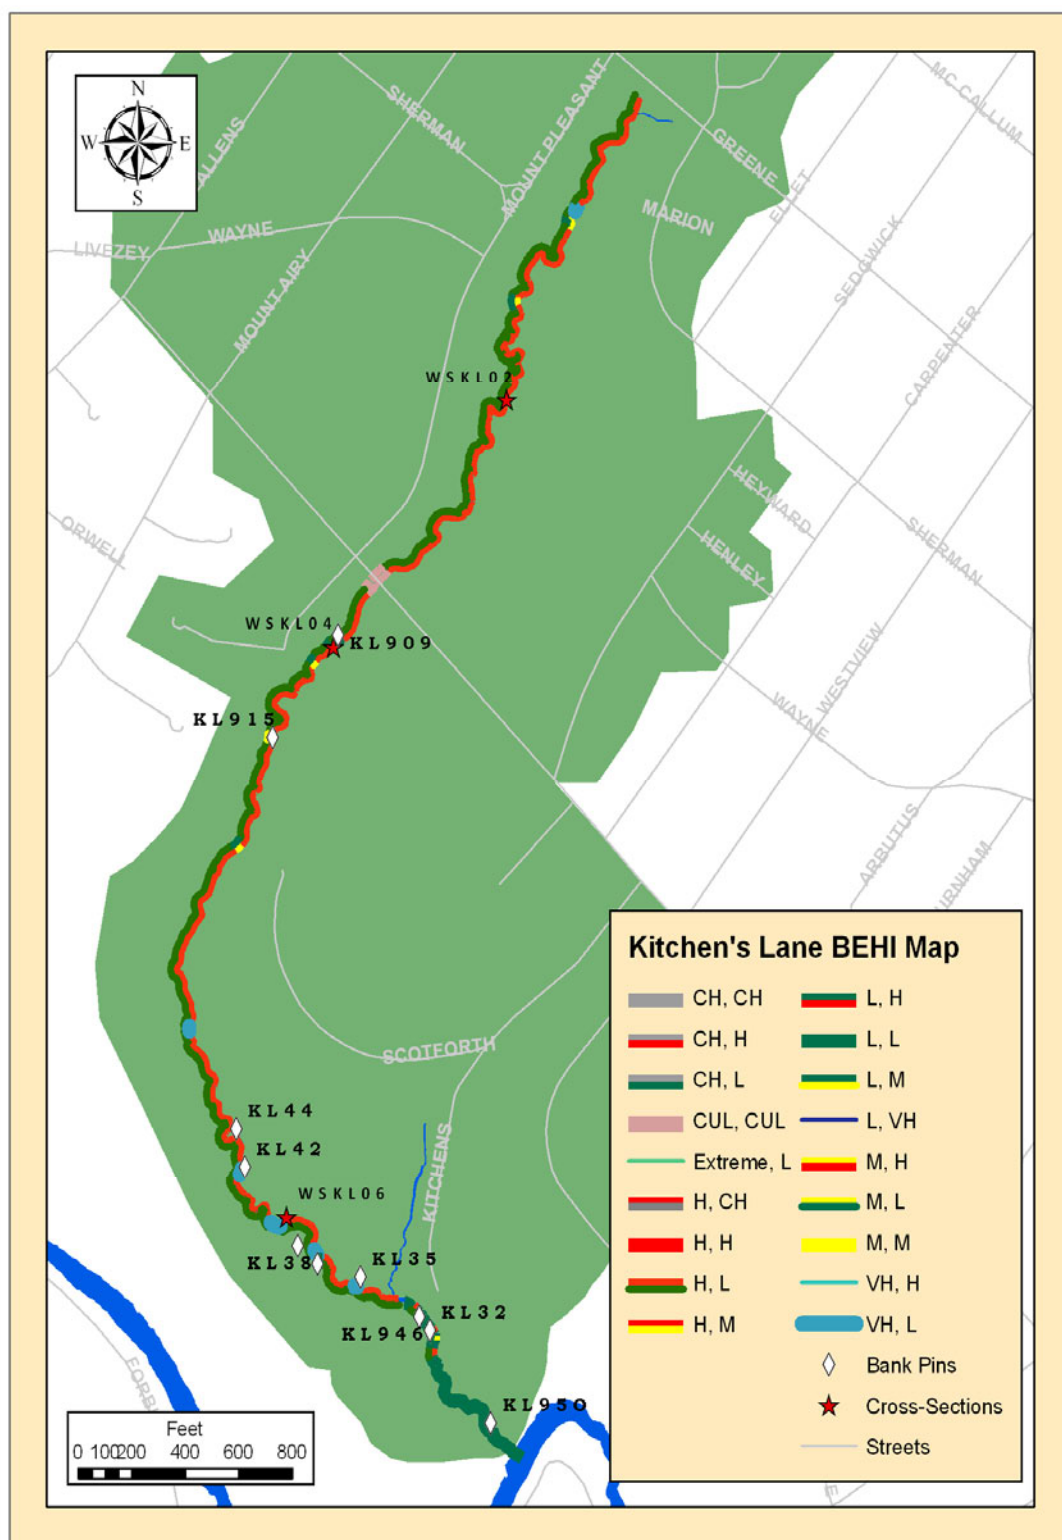 N
W E
S
ALLENS
SHERMAN
MOUNT PLEASANT
MC CALLUM
GREENE
ELLET
MARION
LIVEZEY
WAYNE
MOUNT AIRY
SEDGWICK
CARPENTER
WSKL02
HEYWARD
SHERMAN
ORWELL
HENLEY
WSKL04
KL909
WESTVIEW
WAYNE
KL915
ARBUTUS
SCOTFORTH
KL44
KL42
KITCHENS
WSKL06
KL38
KL35
KL32
KL946
KL950
Feet
0 100 200 400 600 800
Kitchen's Lane BEHI Map
CH, CH
CH, H
CH, L
CUL, CUL
Extreme, L
H, CH
H, H
H, L
H, M
L, H
L, L
L, M
L, VH
M, H
M, L
M, M
VH, H
VH, L
Bank Pins
Cross-Sections
Streets